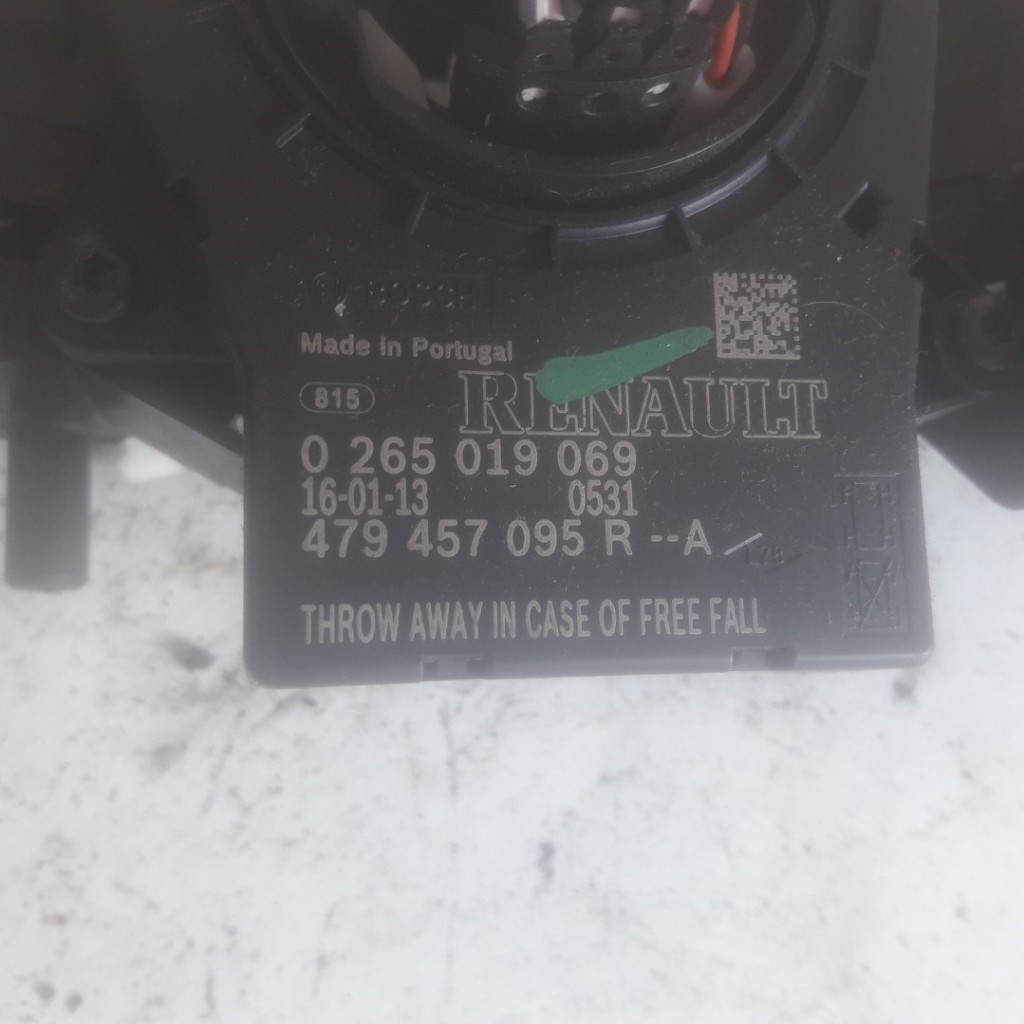 BOSCH
Made in Portugal
815
RENAULT
0 265 019 069
16-01-13 0531
479 457 095 R --A
THROW AWAY IN CASE OF FREE FALL